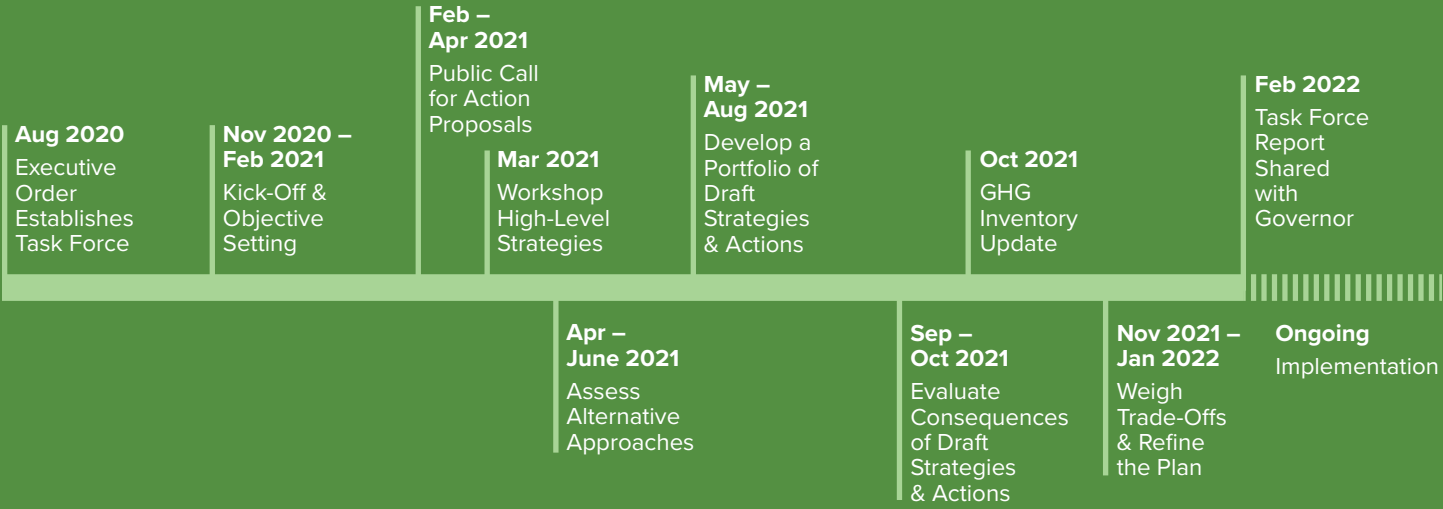 Aug 2020
Executive
Order
Establishes
Task Force
Nov 2020 –
Feb 2021
Kick-Off &
Objective
Setting
Feb –
Apr 2021
Public Call
for Action
Proposals
Mar 2021
Workshop
High-Level
Strategies
Apr –
June 2021
Assess
Alternative
Approaches
May –
Aug 2021
Develop a
Portfolio of
Draft
Strategies
& Actions
Sep –
Oct 2021
Evaluate
Consequences
of Draft
Strategies
& Actions
Oct 2021
GHG
Inventory
Update
Nov 2021 –
Jan 2022
Weigh
Trade-Offs
& Refine
the Plan
Feb 2022
Task Force
Report
Shared
with
Governor
Ongoing
Implementation